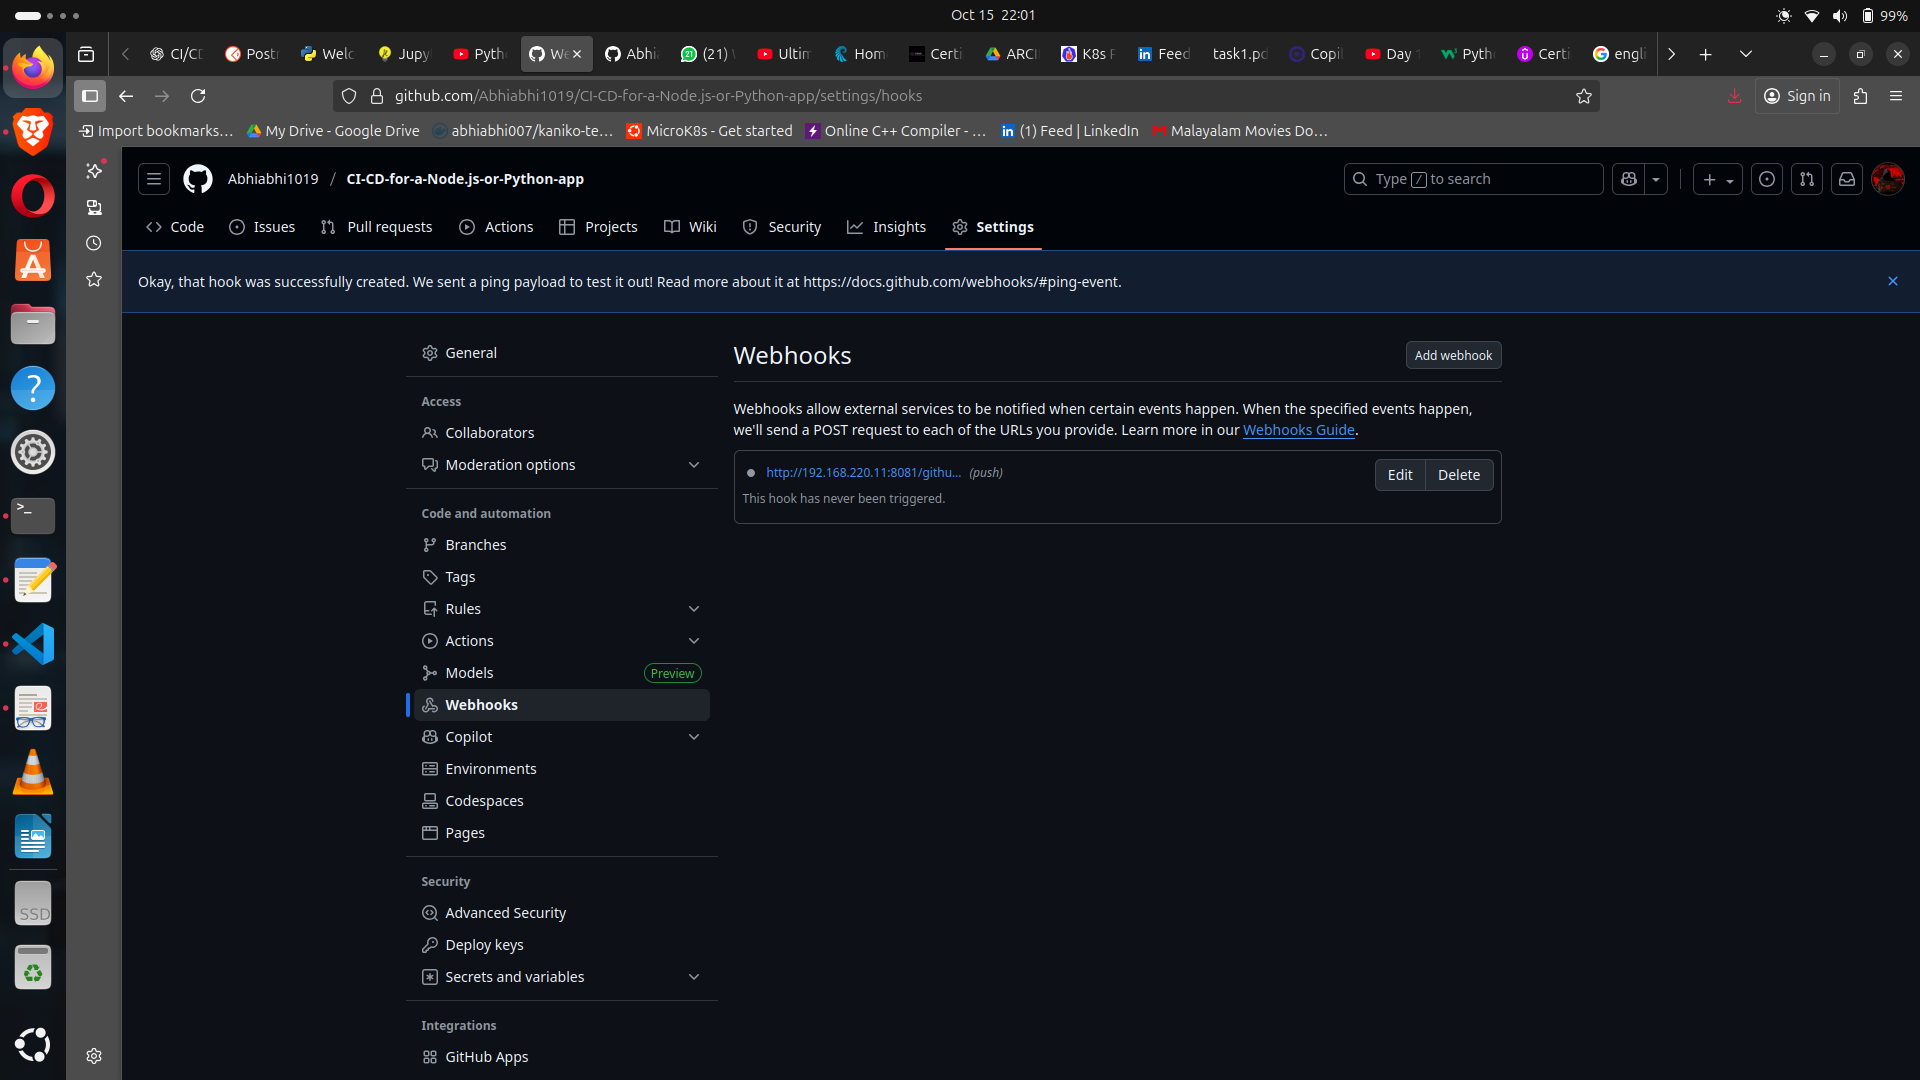 Oct 15 22:01
99%
CI/CD
Post
Welc
Jupy
Pyth
We
Abhia
(21)
Ultim
Hom
Certi
ARCI
K8s F
Feed
task1.pd
Copil
Day
Pyth
Certi
engli
github.com/Abhiabhi1019/CI-CD-for-a-Node.js-or-Python-app/settings/hooks
Sign in
Import bookmarks…
My Drive - Google Drive
abhiabhi007/kaniko-te…
MicroK8s - Get started
Online C++ Compiler - …
(1) Feed | LinkedIn
Malayalam Movies Do…
Abhiabhi1019 / CI-CD-for-a-Node.js-or-Python-app
Type / to search
Code
Issues
Pull requests
Actions
Projects
Wiki
Security
Insights
Settings
Okay, that hook was successfully created. We sent a ping payload to test it out! Read more about it at https://docs.github.com/webhooks/#ping-event.
General
Access
Collaborators
Moderation options
Code and automation
Branches
Tags
Rules
Actions
Models
Preview
Webhooks
Copilot
Environments
Codespaces
Pages
Security
Advanced Security
Deploy keys
Secrets and variables
Integrations
GitHub Apps
Webhooks
Add webhook
Webhooks allow external services to be notified when certain events happen. When the specified events happen,
we'll send a POST request to each of the URLs you provide. Learn more in our Webhooks Guide.
http://192.168.220.11:8081/githu… (push)
Edit
Delete
This hook has never been triggered.
SSD